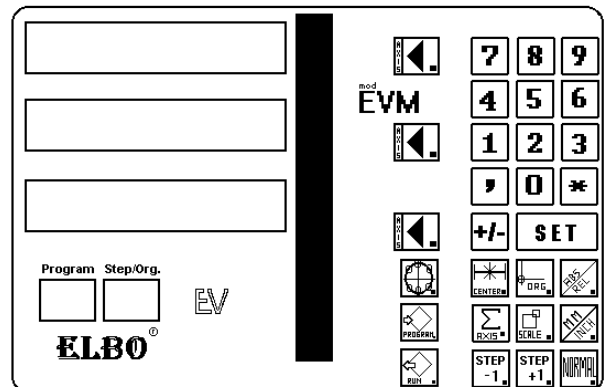 AXIS
7 8 9
mod
EVM
4 5 6
AXIS
1 2 3
, 0 *
AXIS
+/- SET
Program Step/Org.
EV
ELBO®
CENTER ORG ABS/REL
PROGRAM Σ AXIS SCALE MM/INCH
RUN STEP -1 STEP +1 NORMAL